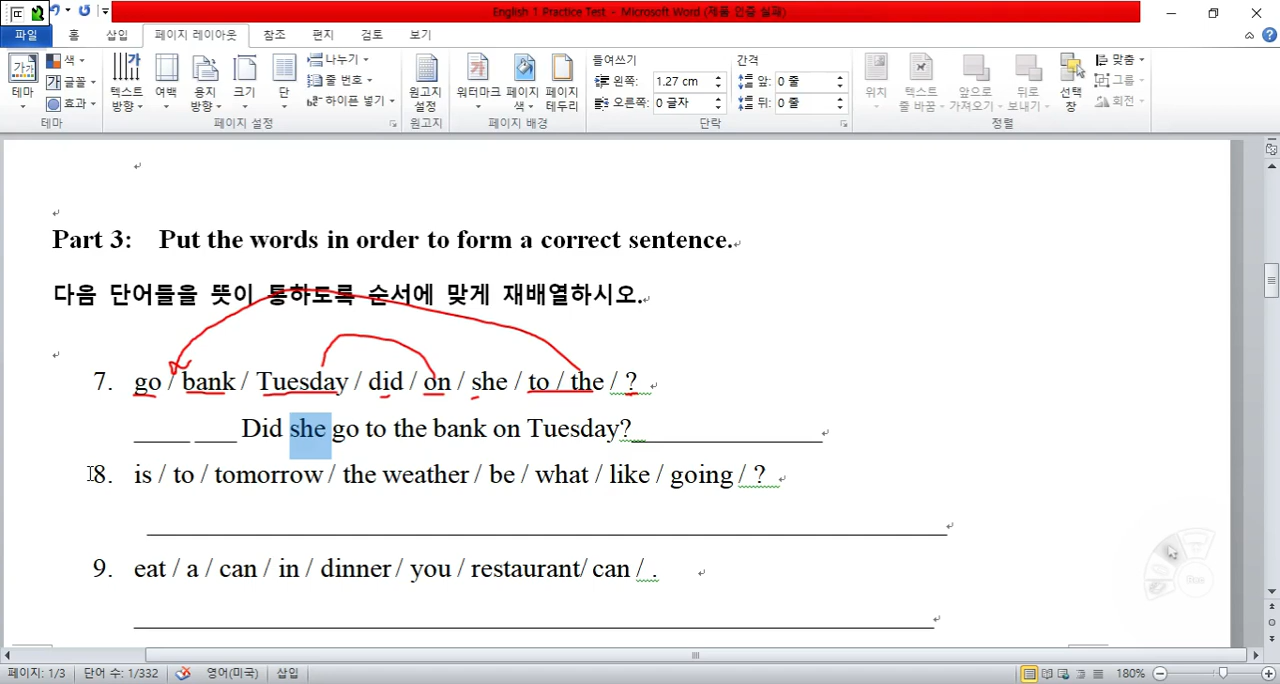 English 1 Practice Test - Microsoft Word (제품 인증 실패)
파일 홈 삽입 페이지 레이아웃 참조 편지 검토 보기
가가 테마 색 글꼴 효과 텍스트 방향 여백 용지 방향 크기 단 나누기 줄 번호 하이픈 넣기 원고지 설정 워터마크 페이지 색 페이지 테두리 들여쓰기 왼쪽: 1.27 cm 오른쪽: 0 글자 간격 앞: 0 줄 뒤: 0 줄 위치 텍스트 줄 바꿈 앞으로 가져오기 뒤로 보내기 선택 창 맞춤 그룹 회전
테마 페이지 설정 원고지 페이지 배경 단락 정렬
Part 3: Put the words in order to form a correct sentence.
다음 단어들을 뜻이 통하도록 순서에 맞게 재배열하시오.
7. go / bank / Tuesday / did / on / she / to / the / ?
_____ ____ Did she go to the bank on Tuesday?__________________
8. is / to / tomorrow / the weather / be / what / like / going / ?
9. eat / a / can / in / dinner / you / restaurant/ can / .
페이지: 1/3 단어 수: 1/332 영어(미국) 삽입 180%